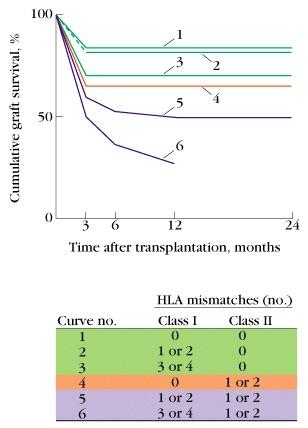 100
1
2
3
4
50
5
6
0
3 6 12 24
Cumulative graft survival, %
Time after transplantation, months
HLA mismatches (no.)
Curve no. Class I Class II
1 0 0
2 1 or 2 0
3 3 or 4 0
4 0 1 or 2
5 1 or 2 1 or 2
6 3 or 4 1 or 2